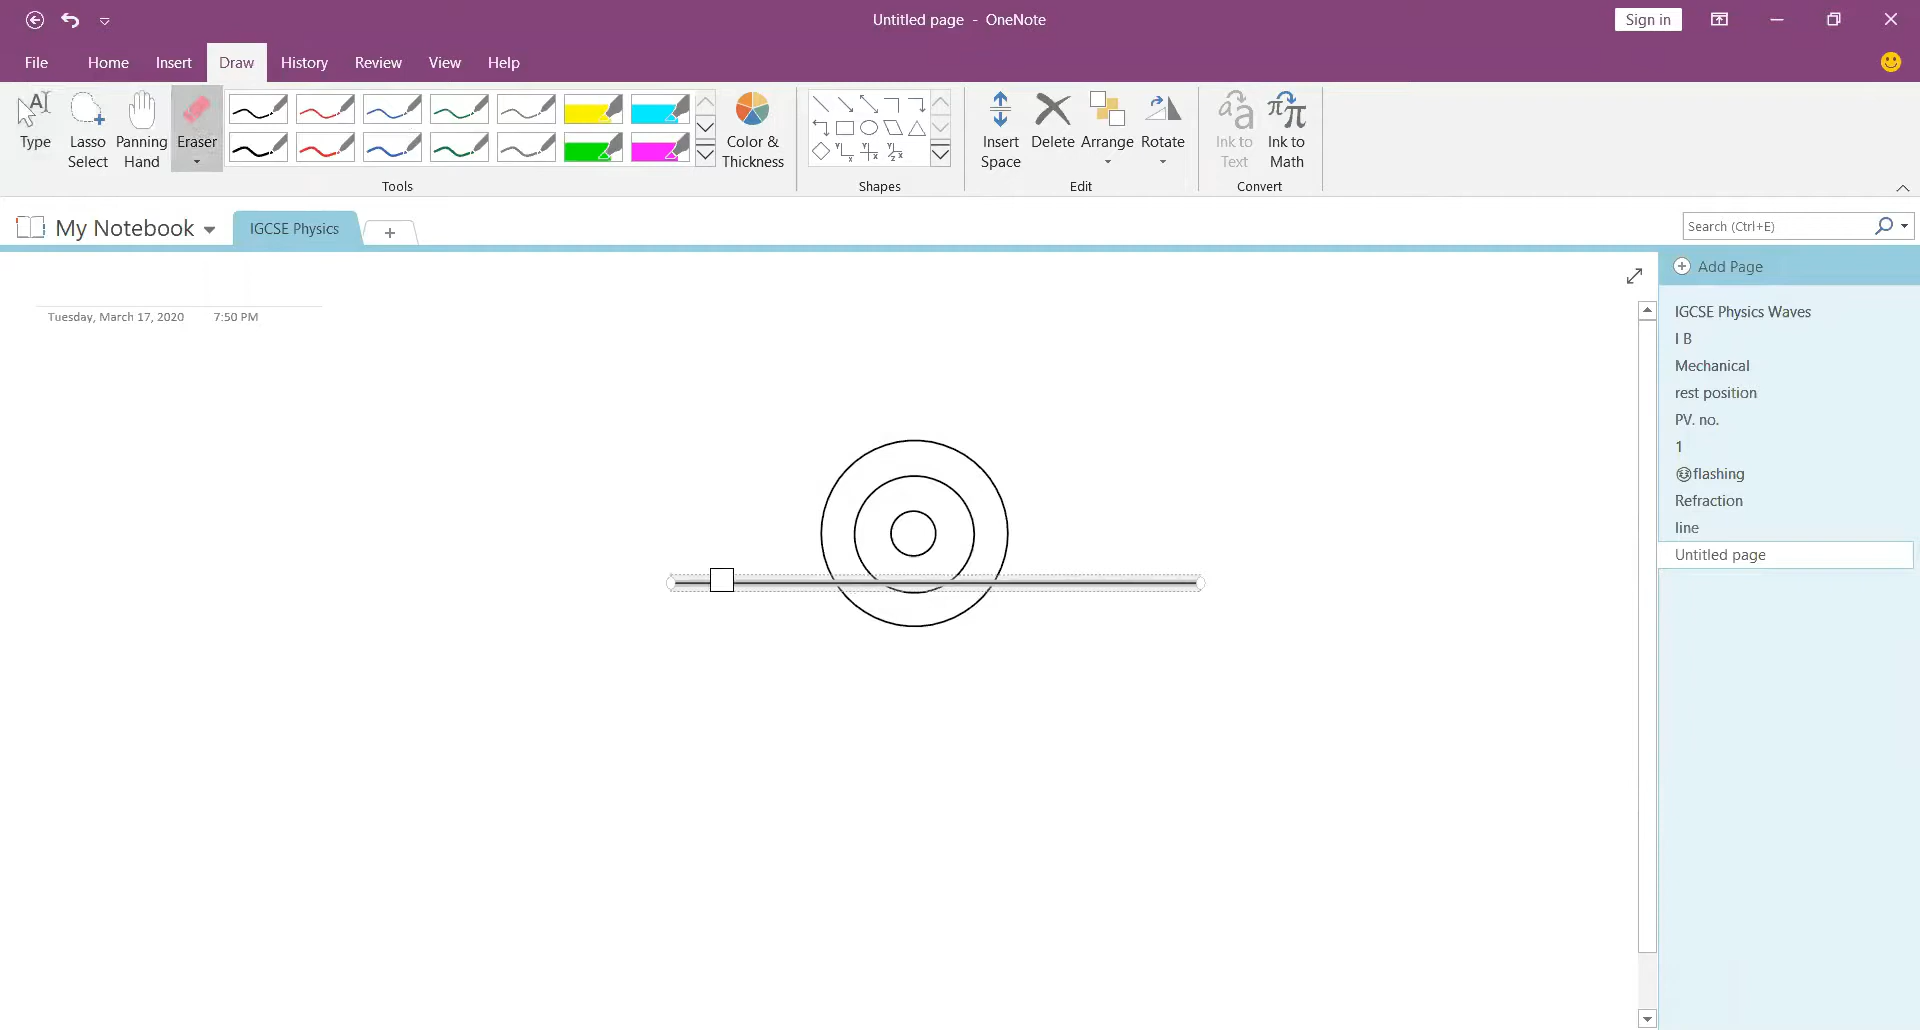 Untitled page - OneNote
Sign in
File Home Insert Draw History Review View Help
Type
Lasso Select
Panning Hand
Eraser
Color & Thickness
Insert Space
Delete
Arrange
Rotate
Ink to Text
Ink to Math
Tools
Shapes
Edit
Convert
My Notebook
IGCSE Physics
Search (Ctrl+E)
Add Page
Tuesday, March 17, 2020 7:50 PM
IGCSE Physics Waves
I B
Mechanical
rest position
PV. no.
1
flashing
Refraction
line
Untitled page